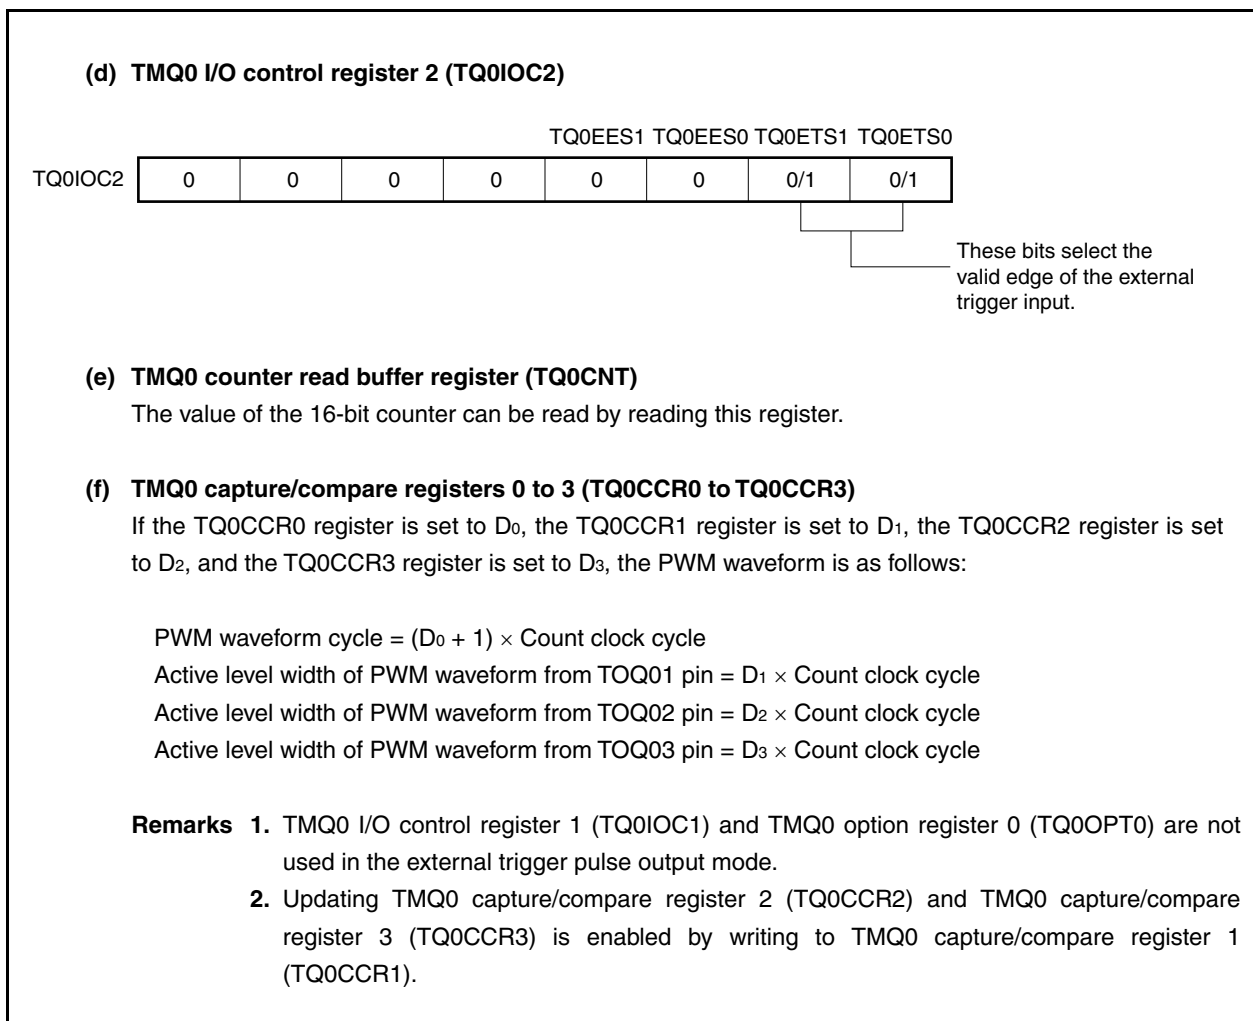 (d) TMQ0 I/O control register 2 (TQ0IOC2)
TQ0EES1 TQ0EES0 TQ0ETS1 TQ0ETS0
TQ0IOC2 0 0 0 0 0 0 0/1 0/1
These bits select the
valid edge of the external
trigger input.
(e) TMQ0 counter read buffer register (TQ0CNT)
The value of the 16-bit counter can be read by reading this register.
(f) TMQ0 capture/compare registers 0 to 3 (TQ0CCR0 to TQ0CCR3)
If the TQ0CCR0 register is set to D0, the TQ0CCR1 register is set to D1, the TQ0CCR2 register is set
to D2, and the TQ0CCR3 register is set to D3, the PWM waveform is as follows:
PWM waveform cycle = (D0 + 1) × Count clock cycle
Active level width of PWM waveform from TOQ01 pin = D1 × Count clock cycle
Active level width of PWM waveform from TOQ02 pin = D2 × Count clock cycle
Active level width of PWM waveform from TOQ03 pin = D3 × Count clock cycle
Remarks 1. TMQ0 I/O control register 1 (TQ0IOC1) and TMQ0 option register 0 (TQ0OPT0) are not
used in the external trigger pulse output mode.
2. Updating TMQ0 capture/compare register 2 (TQ0CCR2) and TMQ0 capture/compare
register 3 (TQ0CCR3) is enabled by writing to TMQ0 capture/compare register 1
(TQ0CCR1).